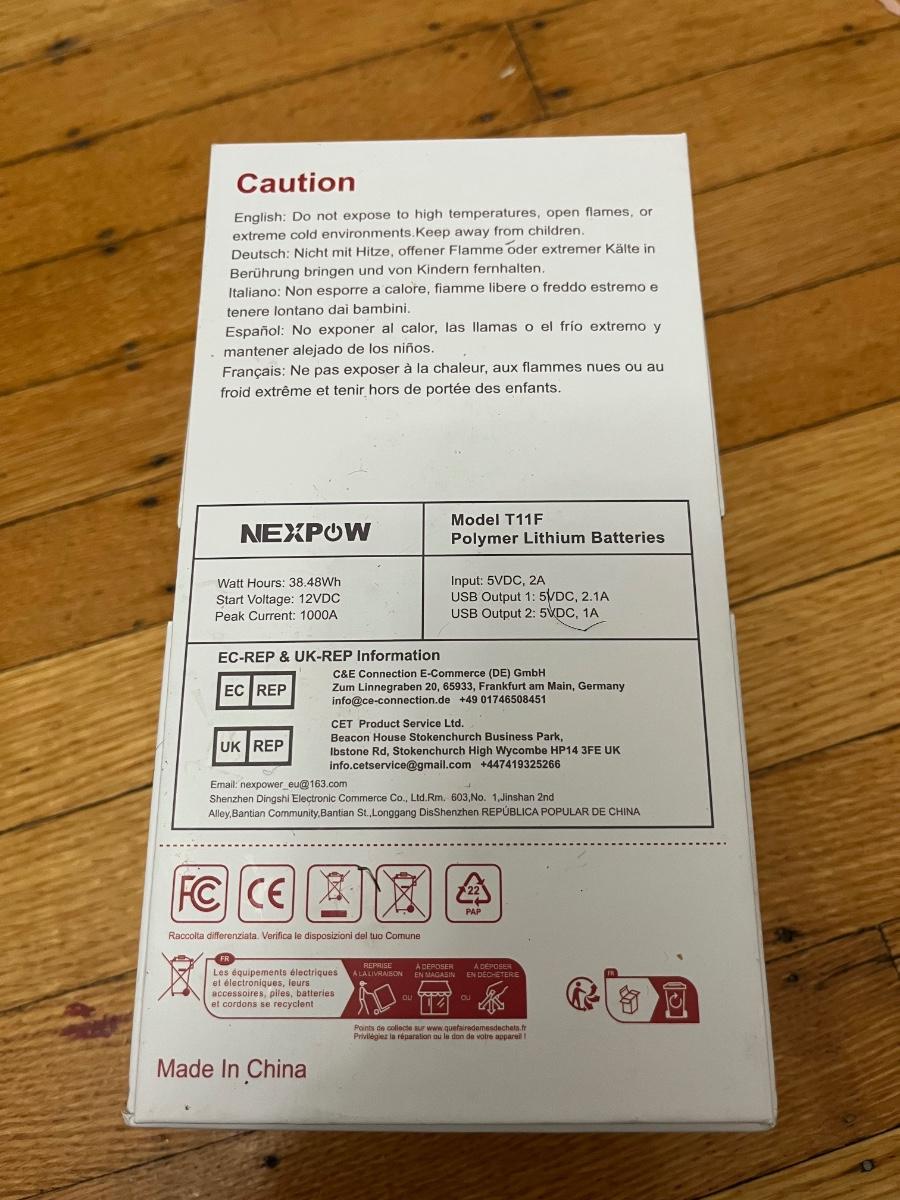 Caution
English: Do not expose to high temperatures, open flames, or
extreme cold environments.Keep away from children.
Deutsch: Nicht mit Hitze, offener Flamme oder extremer Kälte in
Berührung bringen und von Kindern fernhalten.
Italiano: Non esporre a calore, fiamme libere o freddo estremo e
tenere lontano dai bambini.
Español: No exponer al calor, las llamas o el frío extremo y
mantener alejado de los niños.
Français: Ne pas exposer à la chaleur, aux flammes nues ou au
froid extrême et tenir hors de portée des enfants.
NEXPOW
Model T11F
Polymer Lithium Batteries
Watt Hours: 38.48Wh
Start Voltage: 12VDC
Peak Current: 1000A
Input: 5VDC, 2A
USB Output 1: 5VDC, 2.1A
USB Output 2: 5VDC, 1A
EC-REP & UK-REP Information
EC REP
C&E Connection E-Commerce (DE) GmbH
Zum Linnegraben 20, 65933, Frankfurt am Main, Germany
info@ce-connection.de +49 01746508451
UK REP
CET Product Service Ltd.
Beacon House Stokenchurch Business Park,
Ibstone Rd, Stokenchurch High Wycombe HP14 3FE UK
info.cetservice@gmail.com +447419325266
Email: nexpower_eu@163.com
Shenzhen Dingshi Electronic Commerce Co., Ltd.Rm. 603,No. 1,Jinshan 2nd
Alley,Bantian Community,Bantian St.,Longgang DisShenzhen REPÚBLICA POPULAR DE CHINA
FC CE 22
PAP
Raccolta differenziata. Verifica le disposizioni del tuo Comune
FR
Les équipements électriques
et électroniques, leurs
accessoires, piles, batteries
et cordons se recyclent
REPRISE
À LA LIVRAISON
OU
À DÉPOSER
EN MAGASIN
OU
À DÉPOSER
EN DÉCHÈTERIE
FR
Points de collecte sur www.quefairedemesdechets.fr
Privilégiez la réparation ou le don de votre appareil !
Made In China